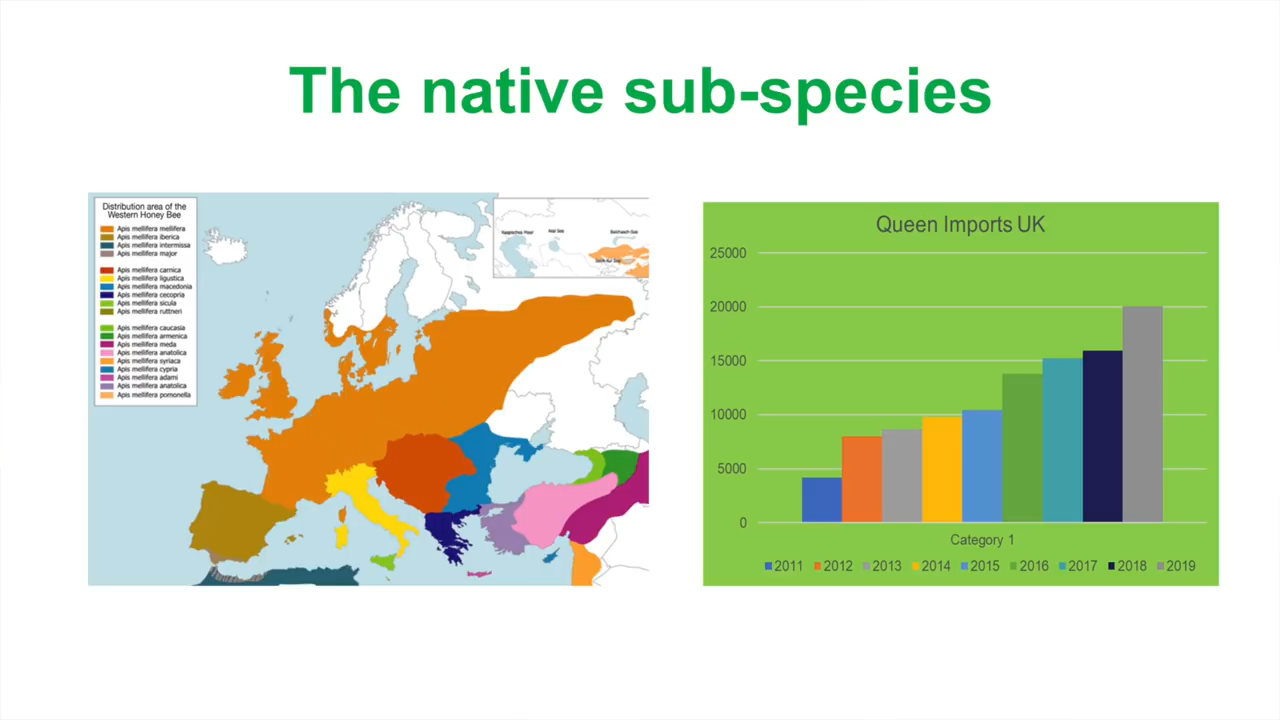 The native sub-species
Distribution area of the
Western Honey Bee
Apis mellifera mellifera
Apis mellifera iberica
Apis mellifera intermissa
Apis mellifera major
Apis mellifera carnica
Apis mellifera ligustica
Apis mellifera macedonia
Apis mellifera cecopria
Apis mellifera sicula
Apis mellifera ruttneri
Apis mellifera caucasia
Apis mellifera armenica
Apis mellifera meda
Apis mellifera anatolica
Apis mellifera syriaca
Apis mellifera cypria
Apis mellifera adami
Apis mellifera anatolica
Apis mellifera pomonella
Aral See
Queen Imports UK
25000
20000
15000
10000
5000
0
Category 1
2011 2012 2013 2014 2015 2016 2017 2018 2019